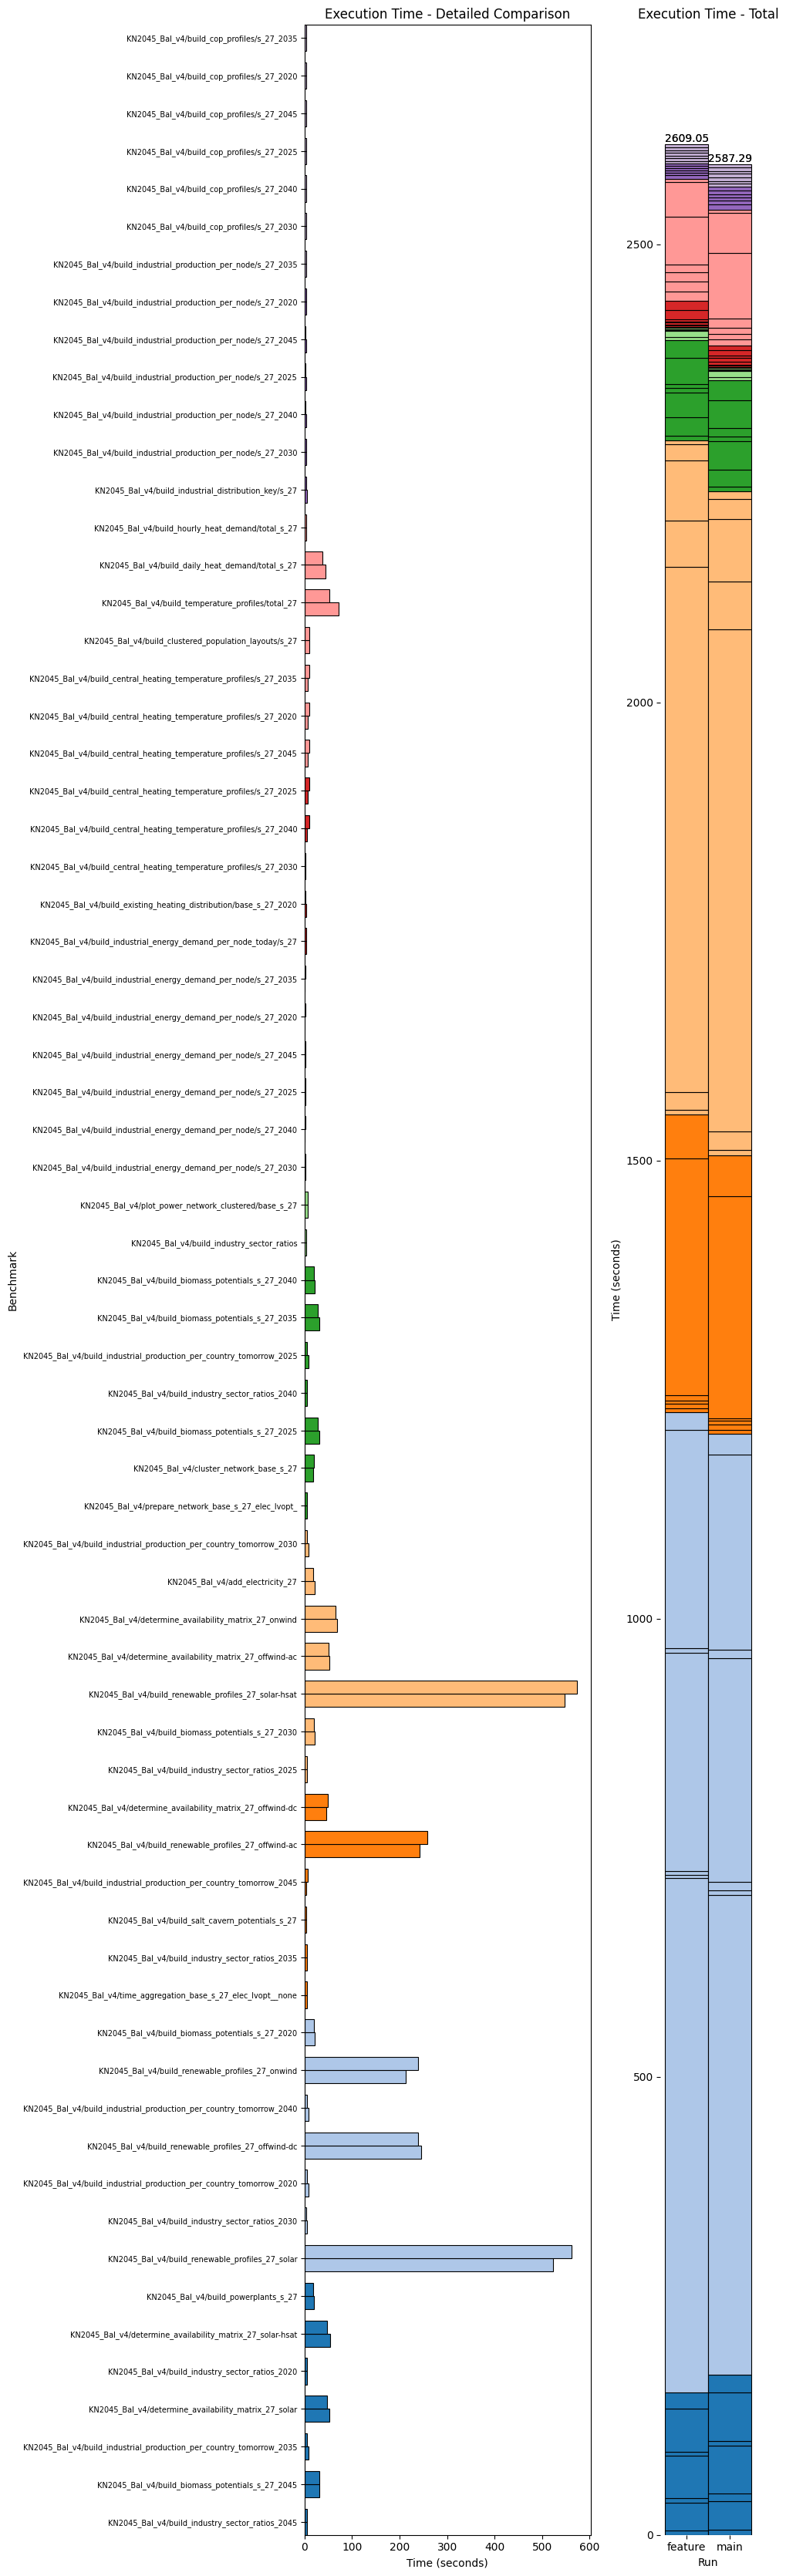 Execution Time - Detailed Comparison
Execution Time - Total
KN2045_Bal_v4/build_cop_profiles/s_27_2035
KN2045_Bal_v4/build_cop_profiles/s_27_2020
KN2045_Bal_v4/build_cop_profiles/s_27_2045
KN2045_Bal_v4/build_cop_profiles/s_27_2025
KN2045_Bal_v4/build_cop_profiles/s_27_2040
KN2045_Bal_v4/build_cop_profiles/s_27_2030
KN2045_Bal_v4/build_industrial_production_per_node/s_27_2035
KN2045_Bal_v4/build_industrial_production_per_node/s_27_2020
KN2045_Bal_v4/build_industrial_production_per_node/s_27_2045
KN2045_Bal_v4/build_industrial_production_per_node/s_27_2025
KN2045_Bal_v4/build_industrial_production_per_node/s_27_2040
KN2045_Bal_v4/build_industrial_production_per_node/s_27_2030
KN2045_Bal_v4/build_industrial_distribution_key/s_27
KN2045_Bal_v4/build_hourly_heat_demand/total_s_27
KN2045_Bal_v4/build_daily_heat_demand/total_s_27
KN2045_Bal_v4/build_temperature_profiles/total_27
KN2045_Bal_v4/build_clustered_population_layouts/s_27
KN2045_Bal_v4/build_central_heating_temperature_profiles/s_27_2035
KN2045_Bal_v4/build_central_heating_temperature_profiles/s_27_2020
KN2045_Bal_v4/build_central_heating_temperature_profiles/s_27_2045
KN2045_Bal_v4/build_central_heating_temperature_profiles/s_27_2025
KN2045_Bal_v4/build_central_heating_temperature_profiles/s_27_2040
KN2045_Bal_v4/build_central_heating_temperature_profiles/s_27_2030
KN2045_Bal_v4/build_existing_heating_distribution/base_s_27_2020
KN2045_Bal_v4/build_industrial_energy_demand_per_node_today/s_27
KN2045_Bal_v4/build_industrial_energy_demand_per_node/s_27_2035
KN2045_Bal_v4/build_industrial_energy_demand_per_node/s_27_2020
KN2045_Bal_v4/build_industrial_energy_demand_per_node/s_27_2045
KN2045_Bal_v4/build_industrial_energy_demand_per_node/s_27_2025
KN2045_Bal_v4/build_industrial_energy_demand_per_node/s_27_2040
KN2045_Bal_v4/build_industrial_energy_demand_per_node/s_27_2030
KN2045_Bal_v4/plot_power_network_clustered/base_s_27
KN2045_Bal_v4/build_industry_sector_ratios
KN2045_Bal_v4/build_biomass_potentials_s_27_2040
KN2045_Bal_v4/build_biomass_potentials_s_27_2035
KN2045_Bal_v4/build_industrial_production_per_country_tomorrow_2025
KN2045_Bal_v4/build_industry_sector_ratios_2040
KN2045_Bal_v4/build_biomass_potentials_s_27_2025
KN2045_Bal_v4/cluster_network_base_s_27
KN2045_Bal_v4/prepare_network_base_s_27_elec_lvopt_
KN2045_Bal_v4/build_industrial_production_per_country_tomorrow_2030
KN2045_Bal_v4/add_electricity_27
KN2045_Bal_v4/determine_availability_matrix_27_onwind
KN2045_Bal_v4/determine_availability_matrix_27_offwind-ac
KN2045_Bal_v4/build_renewable_profiles_27_solar-hsat
KN2045_Bal_v4/build_biomass_potentials_s_27_2030
KN2045_Bal_v4/build_industry_sector_ratios_2025
KN2045_Bal_v4/determine_availability_matrix_27_offwind-dc
KN2045_Bal_v4/build_renewable_profiles_27_offwind-ac
KN2045_Bal_v4/build_industrial_production_per_country_tomorrow_2045
KN2045_Bal_v4/build_salt_cavern_potentials_s_27
KN2045_Bal_v4/build_industry_sector_ratios_2035
KN2045_Bal_v4/time_aggregation_base_s_27_elec_lvopt__none
KN2045_Bal_v4/build_biomass_potentials_s_27_2020
KN2045_Bal_v4/build_renewable_profiles_27_onwind
KN2045_Bal_v4/build_industrial_production_per_country_tomorrow_2040
KN2045_Bal_v4/build_renewable_profiles_27_offwind-dc
KN2045_Bal_v4/build_industrial_production_per_country_tomorrow_2020
KN2045_Bal_v4/build_industry_sector_ratios_2030
KN2045_Bal_v4/build_renewable_profiles_27_solar
KN2045_Bal_v4/build_powerplants_s_27
KN2045_Bal_v4/determine_availability_matrix_27_solar-hsat
KN2045_Bal_v4/build_industry_sector_ratios_2020
KN2045_Bal_v4/determine_availability_matrix_27_solar
KN2045_Bal_v4/build_industrial_production_per_country_tomorrow_2035
KN2045_Bal_v4/build_biomass_potentials_s_27_2045
KN2045_Bal_v4/build_industry_sector_ratios_2045
Benchmark
0 100 200 300 400 500 600
Time (seconds)
2609.05
2587.29
2500
2000
1500
1000
500
0
Time (seconds)
feature main
Run